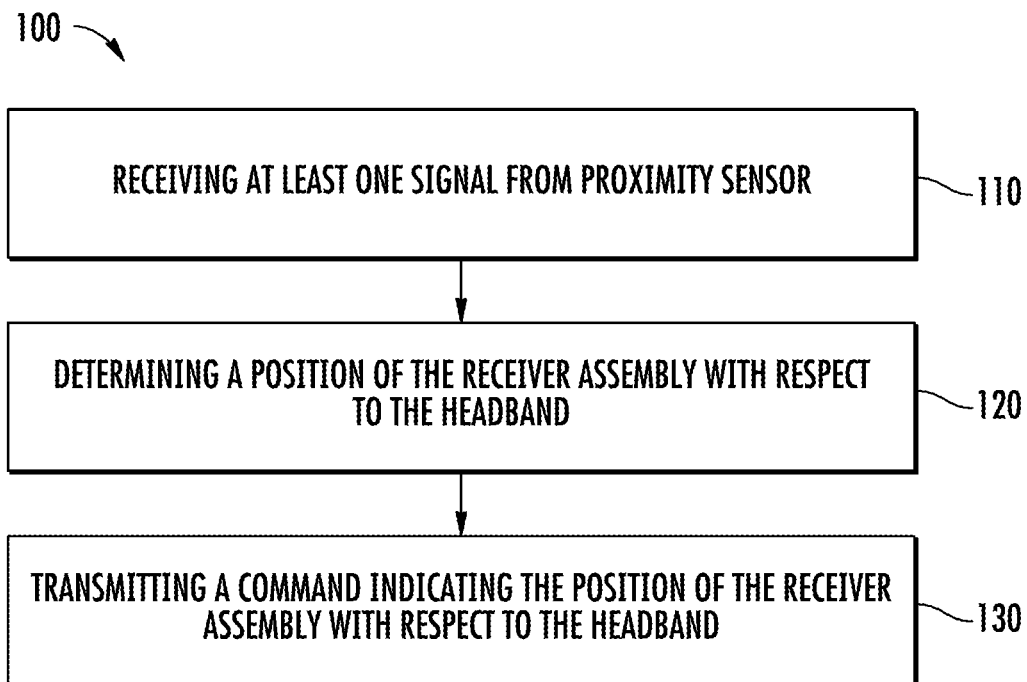 100
RECEIVING AT LEAST ONE SIGNAL FROM PROXIMITY SENSOR
110
DETERMINING A POSITION OF THE RECEIVER ASSEMBLY WITH RESPECT
TO THE HEADBAND
120
TRANSMITTING A COMMAND INDICATING THE POSITION OF THE RECEIVER
ASSEMBLY WITH RESPECT TO THE HEADBAND
130